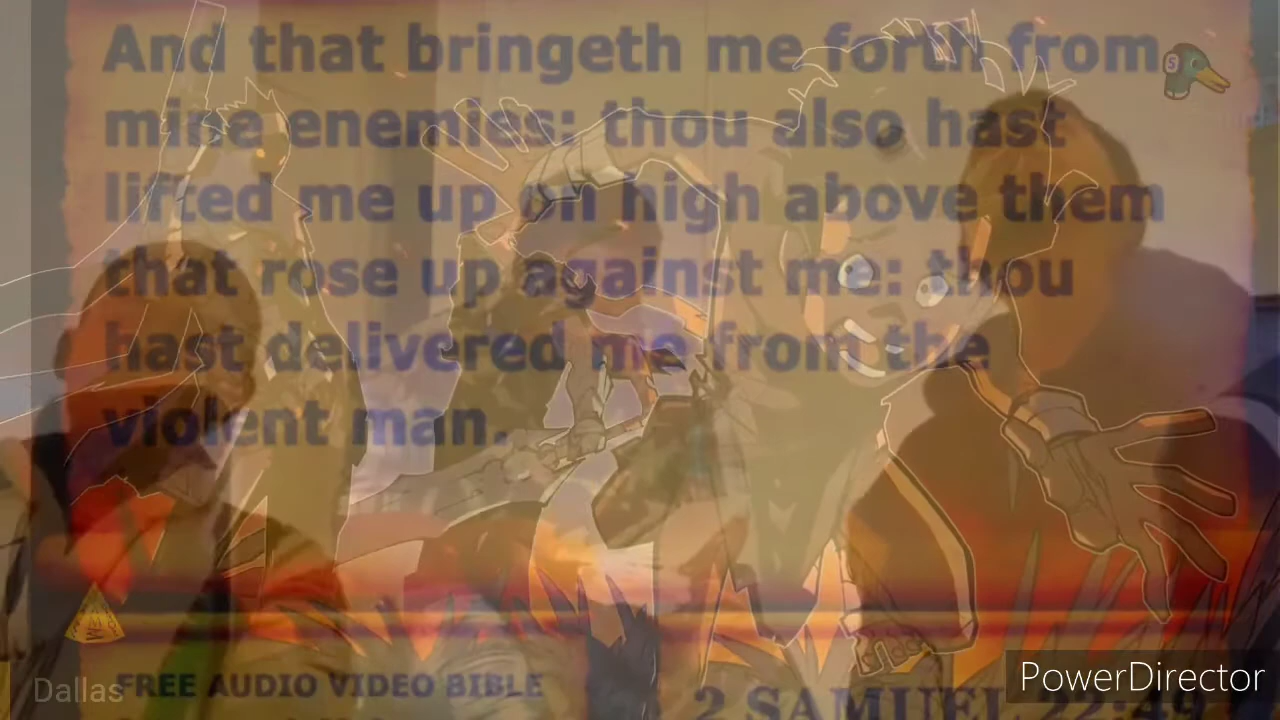 And that bringeth me forth from
mine enemies: thou also hast
lifted me up on high above them
that rose up against me: thou
hast delivered me from the
violent man.
5
Dallas
FREE AUDIO VIDEO BIBLE
2 SAMUEL 22:49
PowerDirector